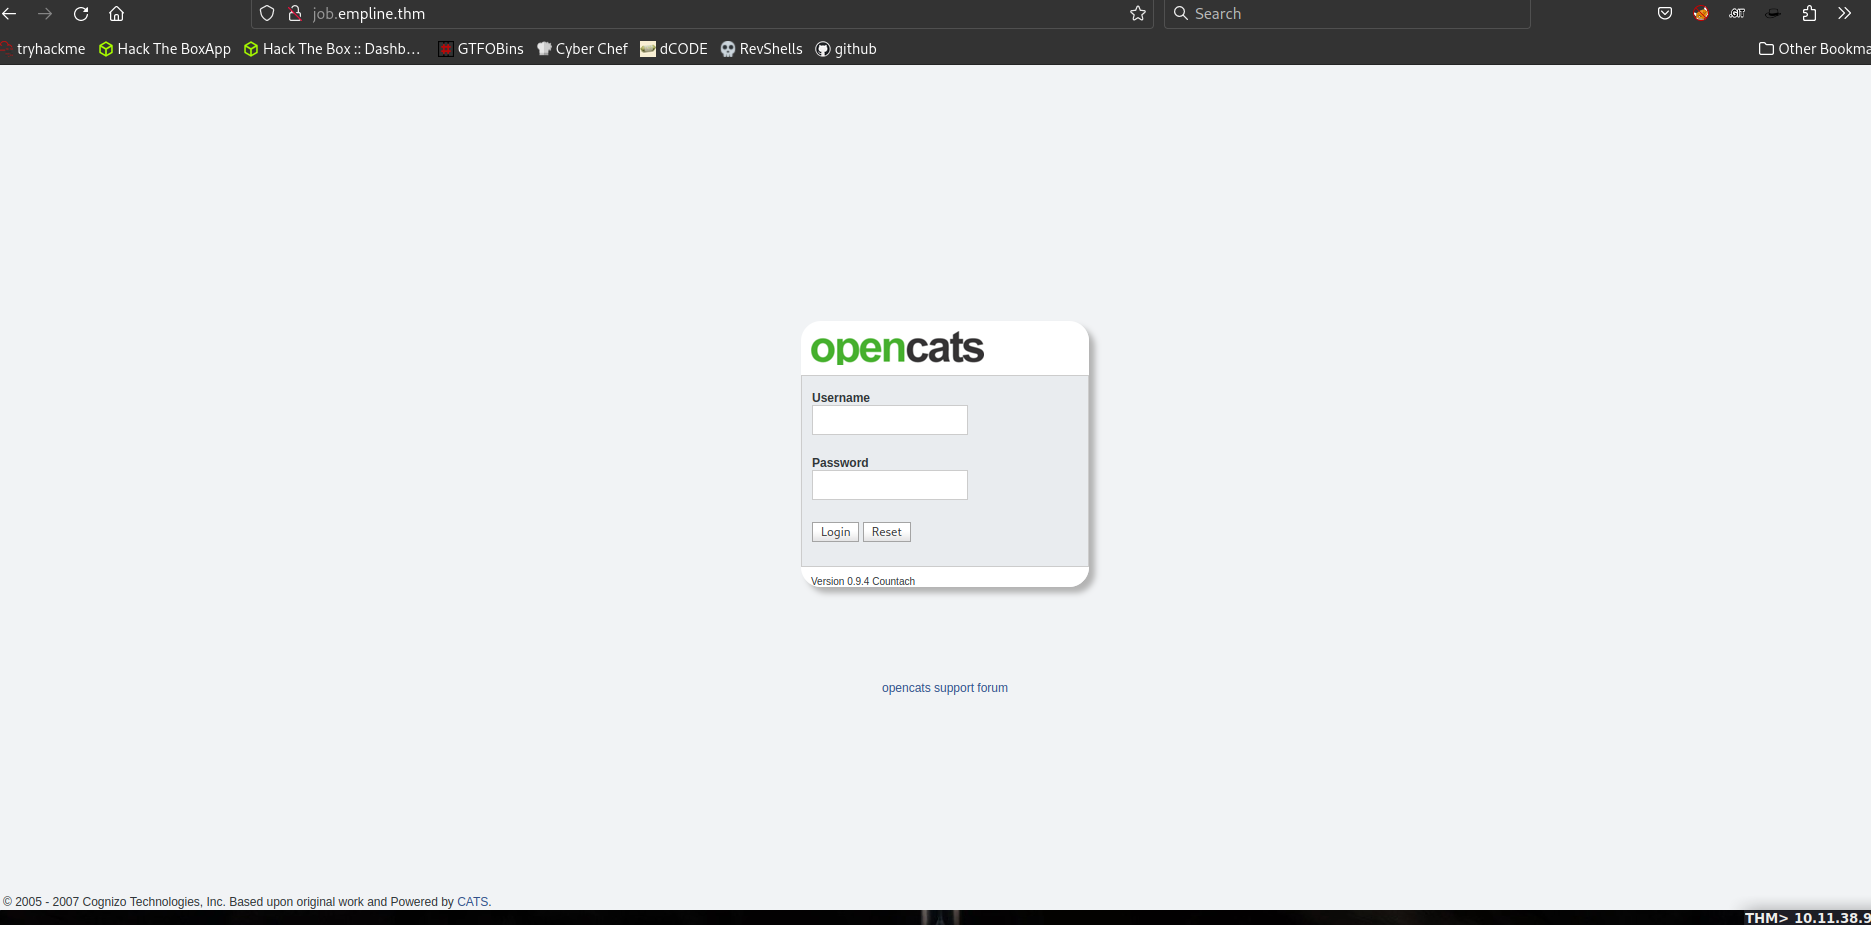 job.empline.thm
Search
.GIT
tryhackme
Hack The BoxApp
Hack The Box :: Dashb...
GTFOBins
Cyber Chef
dCODE
RevShells
github
Other Bookma
opencats
Username
Password
Login Reset
Version 0.9.4 Countach
opencats support forum
© 2005 - 2007 Cognizo Technologies, Inc. Based upon original work and Powered by CATS.
THM> 10.11.38.9